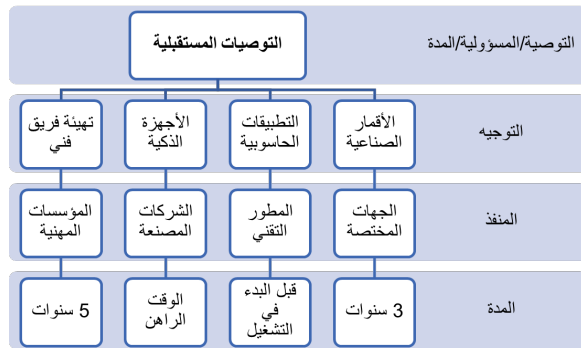 التوصية/المسؤولية/المدة
التوصيات المستقبلية
التوجيه
الأقمار
الصناعية
التطبيقات
الحاسوبية
الأجهزة
الذكية
تهيئة فريق
فني
المنفذ
الجهات
المختصة
المطور
التقني
الشركات
المصنعة
المؤسسات
المهنية
المدة
3 سنوات
قبل البدء
في
التشغيل
الوقت
الراهن
5 سنوات